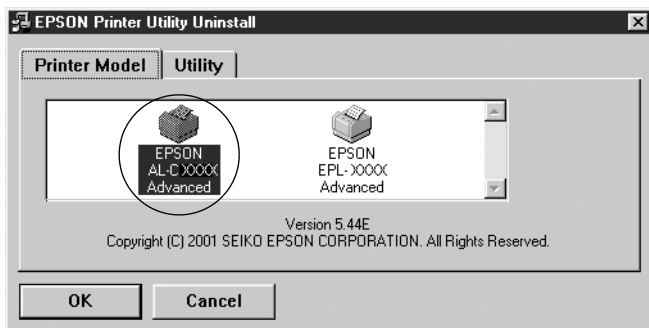 EPSON Printer Utility Uninstall
Printer Model Utility
EPSON EPSON
AL-CXXXX EPL-XXXX
Advanced Advanced
Version 5.44E
Copyright (C) 2001 SEIKO EPSON CORPORATION. All Rights Reserved.
OK Cancel